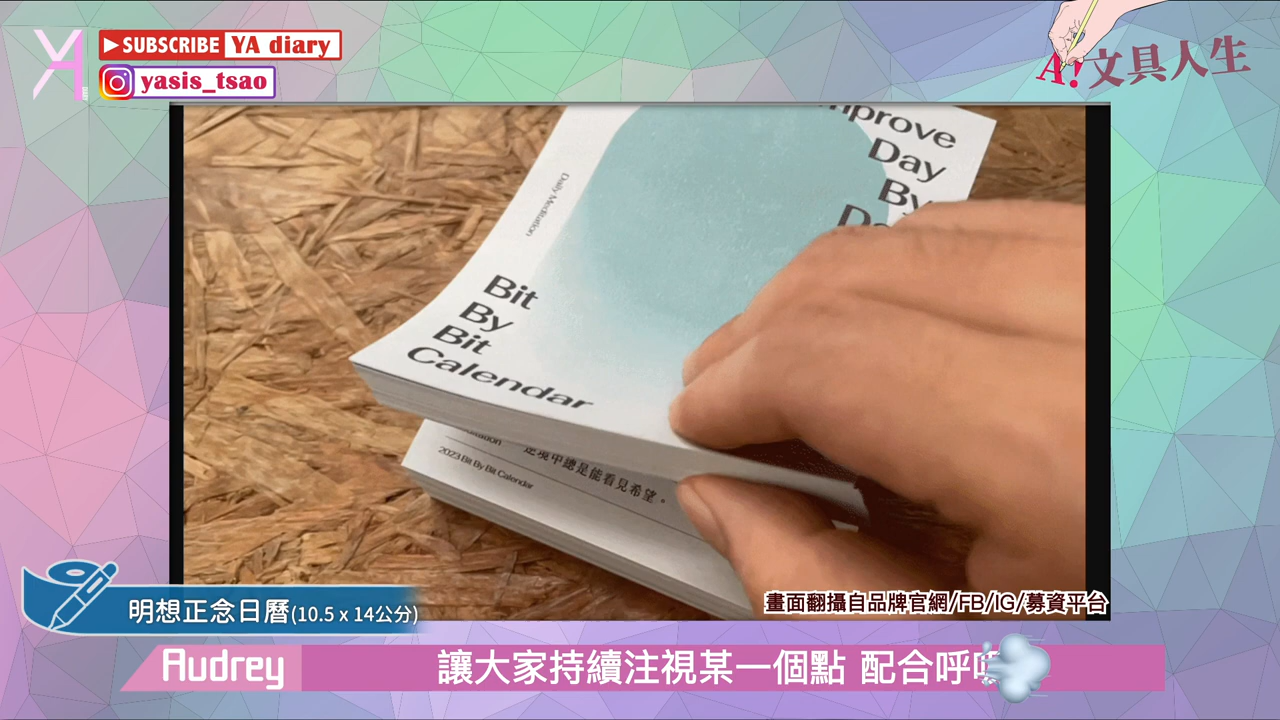 YA
SUBSCRIBE YA diary
yasis_tsao
A!文具人生
Improve
Day
By
Daily Meditation
Bit
By
Bit
Calendar
逆境中總是能看見希望。
2023 Bit By Bit Calendar
明想正念日曆(10.5 x 14公分)
畫面翻攝自品牌官網/FB/IG/募資平台
Audrey
讓大家持續注視某一個點 配合呼